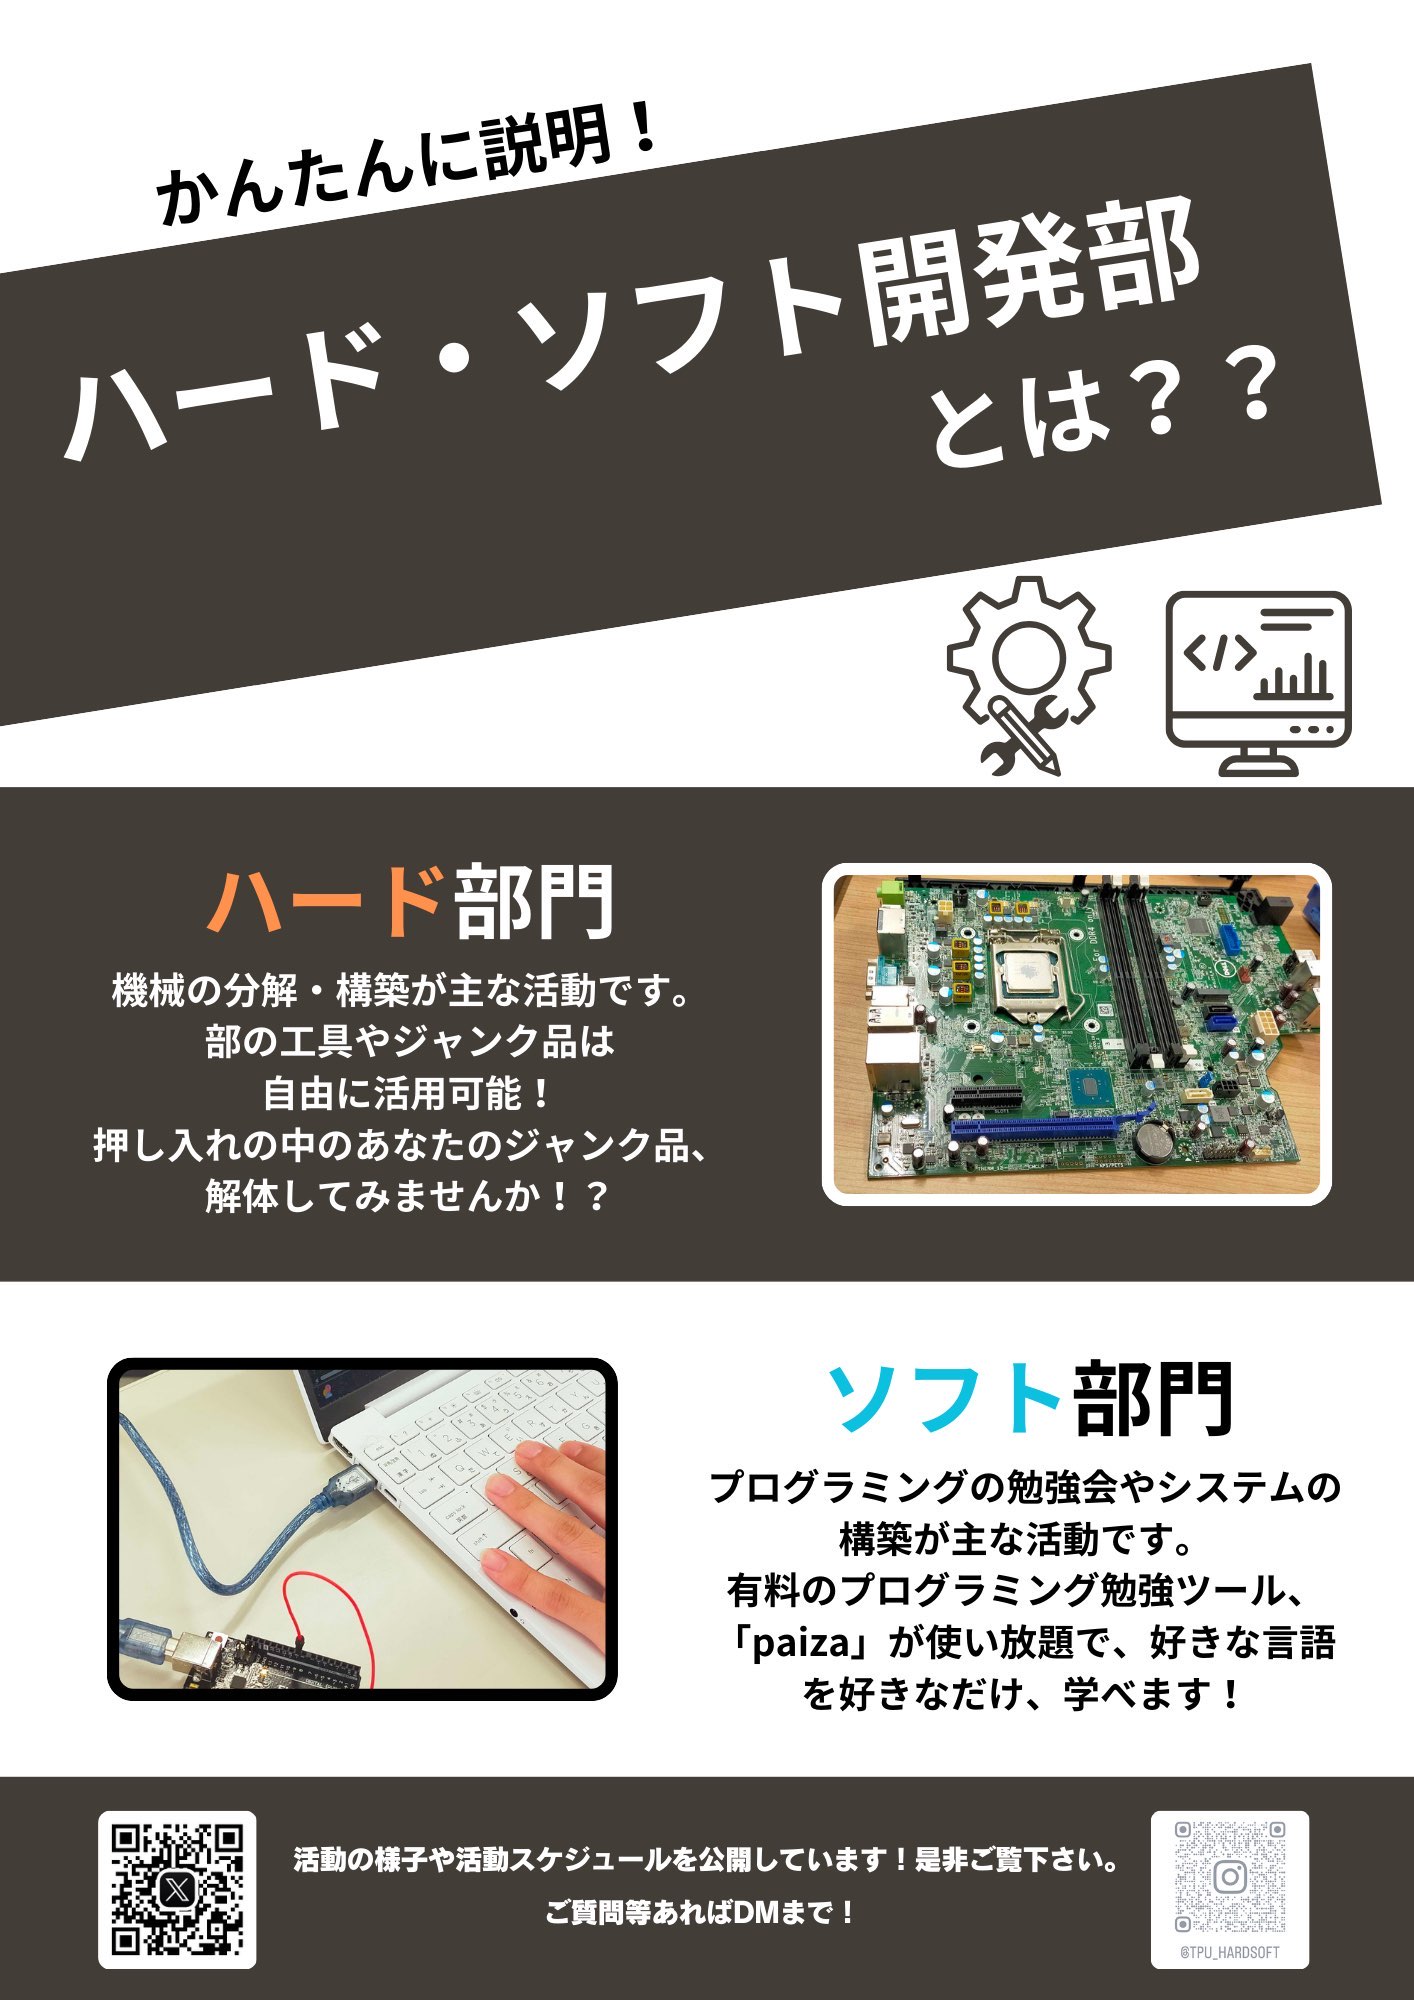 かんたんに説明！
ハード・ソフト開発部
とは？？
</>
ハード部門
機械の分解・構築が主な活動です。
部の工具やジャンク品は
自由に活用可能！
押し入れの中のあなたのジャンク品、
解体してみませんか！？
ソフト部門
プログラミングの勉強会やシステムの
構築が主な活動です。
有料のプログラミング勉強ツール、
「paiza」が使い放題で、好きな言語
を好きなだけ、学べます！
活動の様子や活動スケジュールを公開しています！是非ご覧下さい。
ご質問等あればDMまで！
@TPU_HARDSOFT